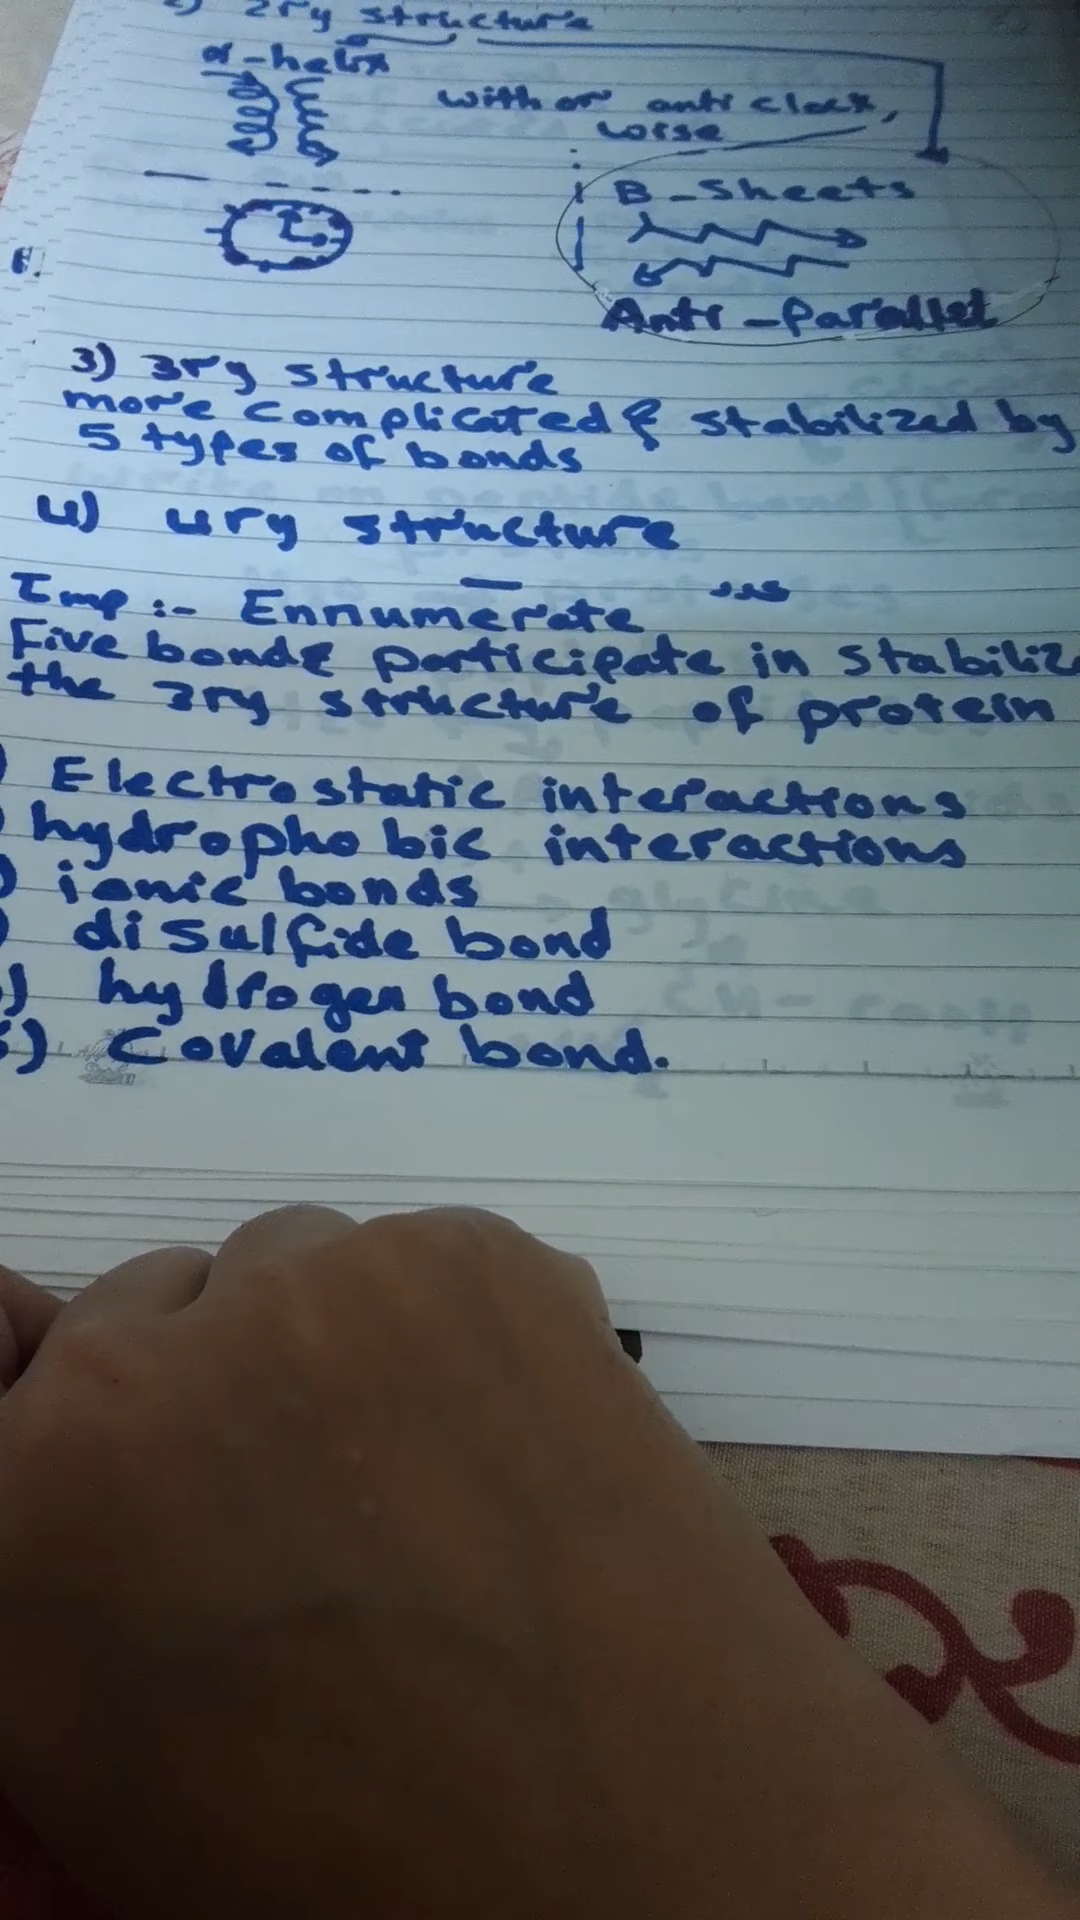 2) 2ry structure
α-helix
with or anti clock,
wise
B-Sheets
Anti-Parallel
3) 3ry structure
more complicated & stabilized by
5 types of bonds
4) 4ry structure
Imp :- Ennumerate
Five bonds participate in stabiliz
the 3ry structure of protein
) Electrostatic interactions
) hydrophobic interactions
) ionic bonds
) disulfide bond
) hydrogen bond
) Covalent bond.